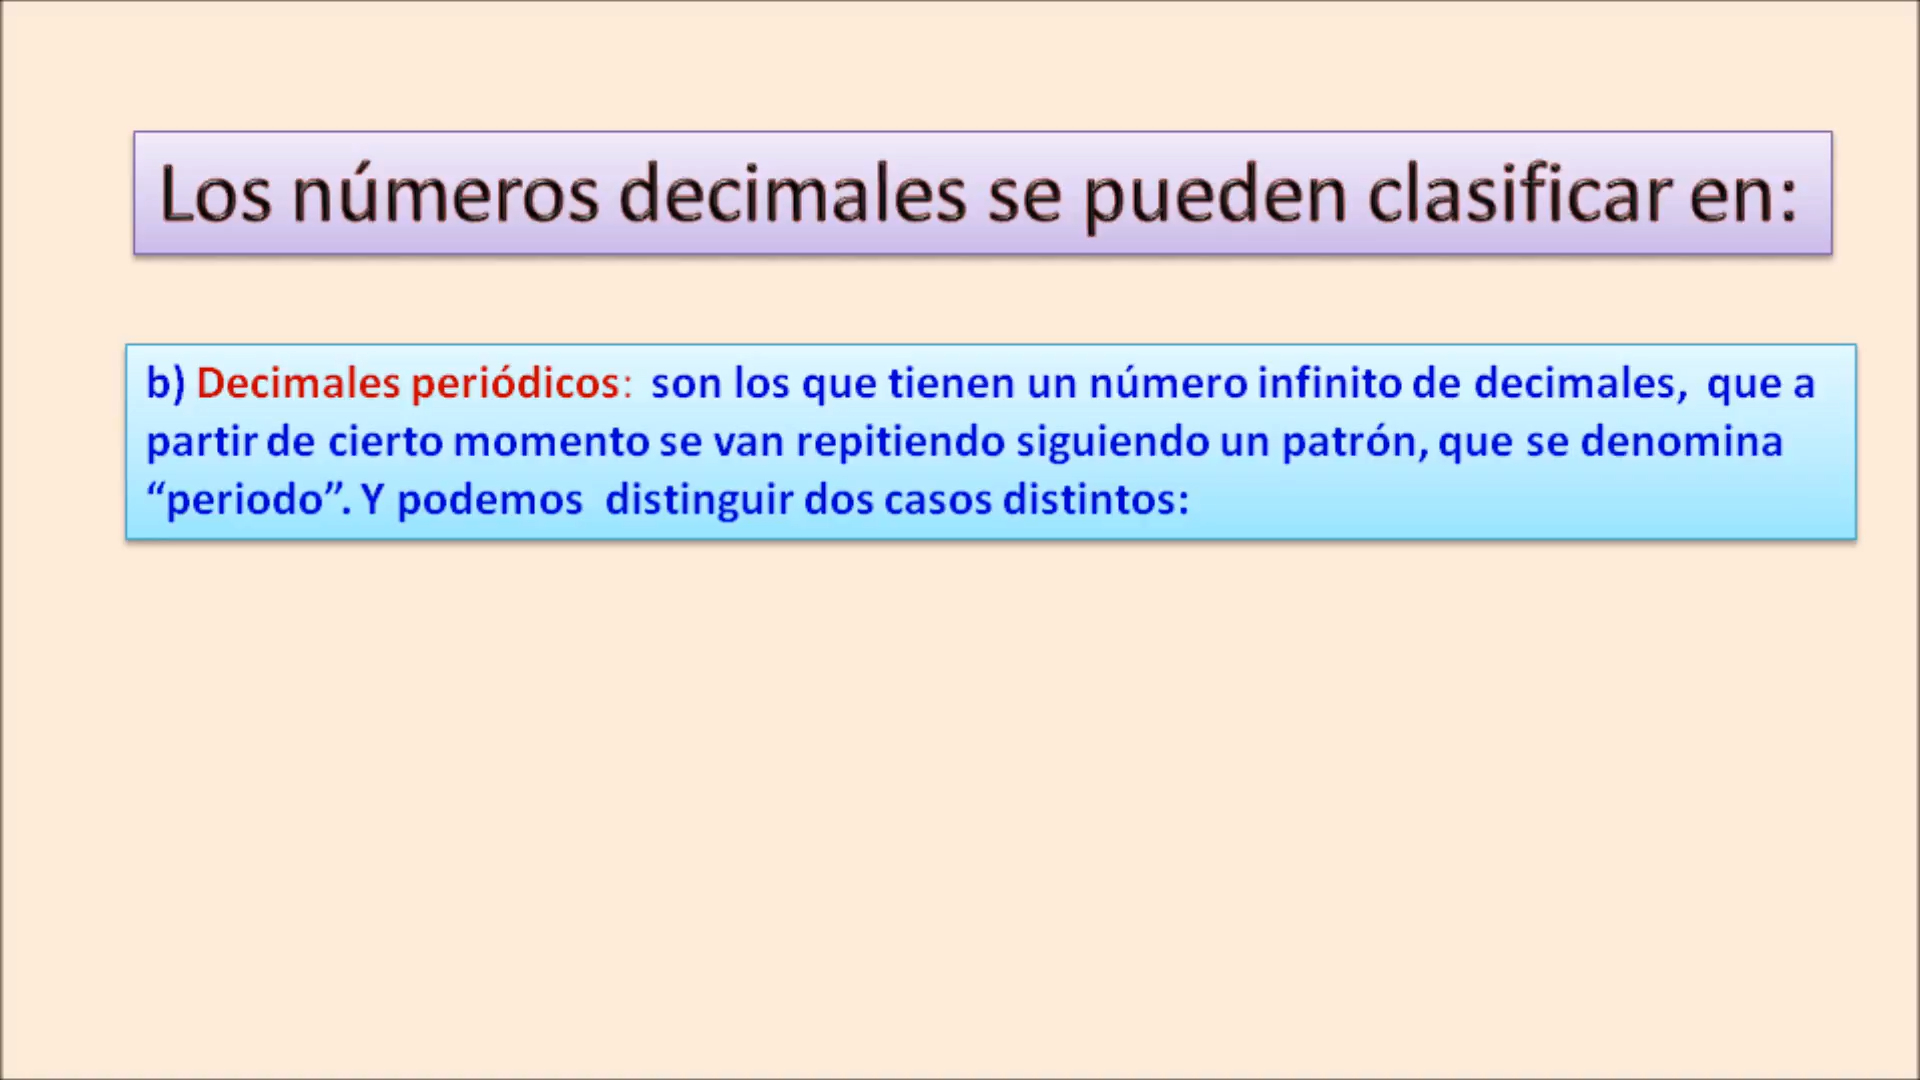 Los números decimales se pueden clasificar en:
b) Decimales periódicos: son los que tienen un número infinito de decimales, que a
partir de cierto momento se van repitiendo siguiendo un patrón, que se denomina
“periodo”. Y podemos distinguir dos casos distintos: